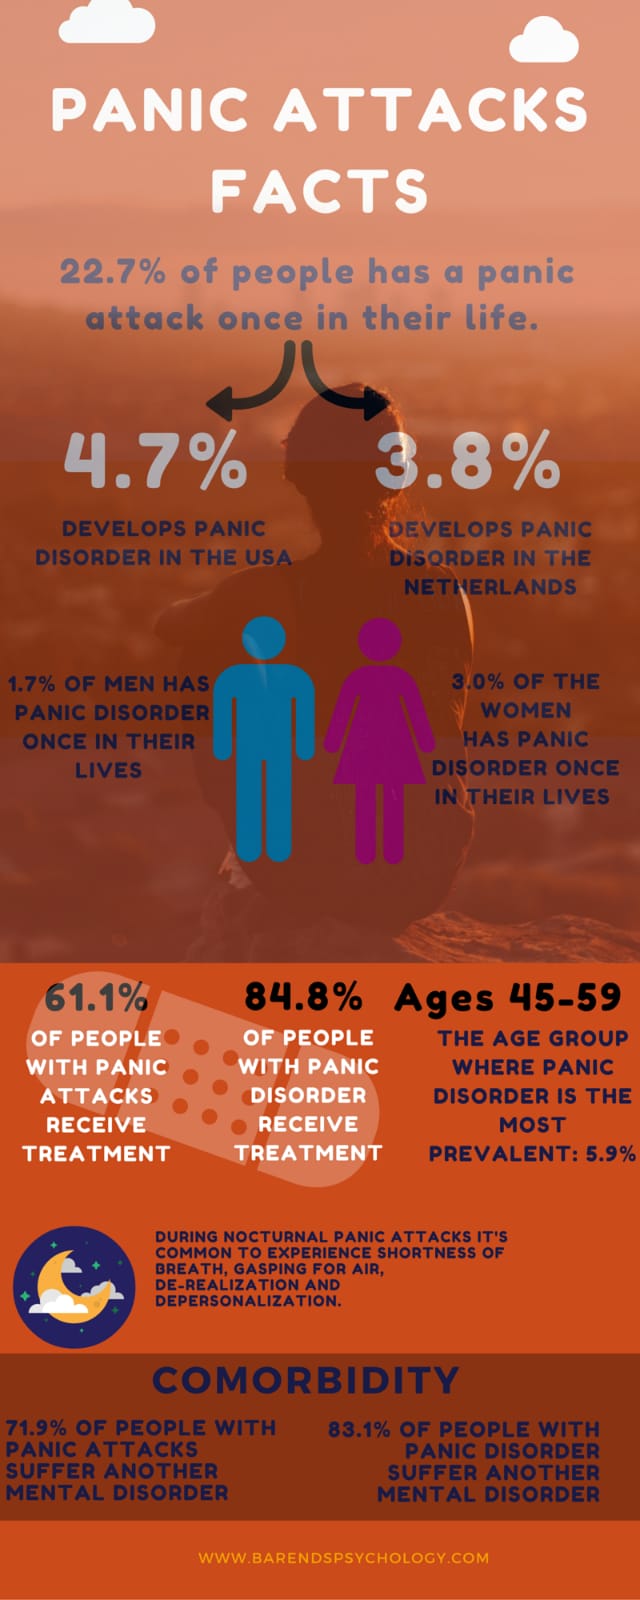 PANIC ATTACKS
FACTS
22.7% of people has a panic
attack once in their life.
4.7%
DEVELOPS PANIC
DISORDER IN THE USA
3.8%
DEVELOPS PANIC
DISORDER IN THE
NETHERLANDS
1.7% OF MEN HAS
PANIC DISORDER
ONCE IN THEIR
LIVES
3.0% OF THE
WOMEN
HAS PANIC
DISORDER ONCE
IN THEIR LIVES
61.1%
OF PEOPLE
WITH PANIC
ATTACKS
RECEIVE
TREATMENT
84.8%
OF PEOPLE
WITH PANIC
DISORDER
RECEIVE
TREATMENT
Ages 45-59
THE AGE GROUP
WHERE PANIC
DISORDER IS THE
MOST
PREVALENT: 5.9%
DURING NOCTURNAL PANIC ATTACKS IT'S
COMMON TO EXPERIENCE SHORTNESS OF
BREATH, GASPING FOR AIR,
DE-REALIZATION AND
DEPERSONALIZATION.
COMORBIDITY
71.9% OF PEOPLE WITH
PANIC ATTACKS
SUFFER ANOTHER
MENTAL DISORDER
83.1% OF PEOPLE WITH
PANIC DISORDER
SUFFER ANOTHER
MENTAL DISORDER
WWW.BARENDSPSYCHOLOGY.COM